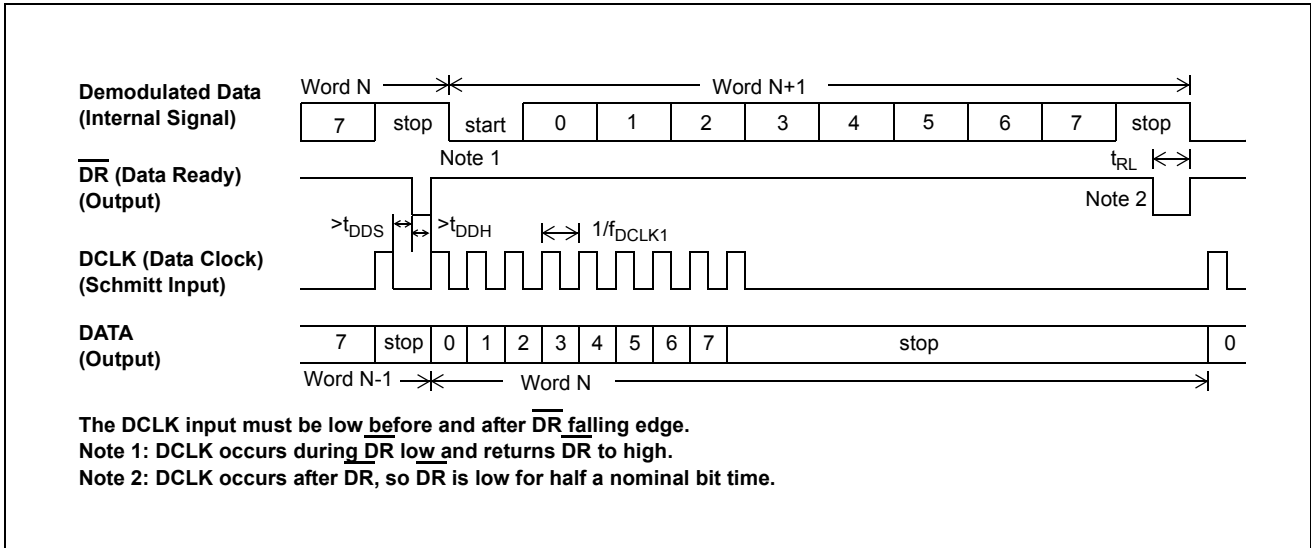 Demodulated Data
(Internal Signal)
Word N
Word N+1
7 stop start 0 1 2 3 4 5 6 7 stop
Note 1
tRL
DR (Data Ready)
(Output)
Note 2
>tDDS
>tDDH
1/fDCLK1
DCLK (Data Clock)
(Schmitt Input)
DATA
(Output)
7 stop 0 1 2 3 4 5 6 7 stop 0
Word N-1
Word N
The DCLK input must be low before and after DR falling edge.
Note 1: DCLK occurs during DR low and returns DR to high.
Note 2: DCLK occurs after DR, so DR is low for half a nominal bit time.